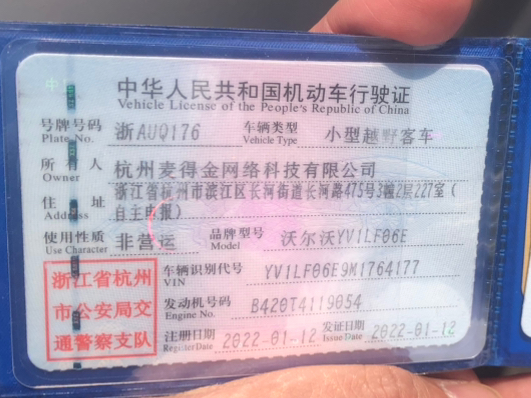 中华人民共和国机动车行驶证
Vehicle License of the People's Republic of China
号牌号码 浙AUQ176 车辆类型 小型越野客车
Plate No. Vehicle Type
所有人 杭州麦得金网络科技有限公司
Owner
住址 浙江省杭州市滨江区长河街道长河路475号3幢2层227室(
Address 自主申报)
使用性质 非营运 品牌型号 沃尔沃YV1LF06E
Use Character Model
浙江省杭州
市公安局交
通警察支队
车辆识别代号 YV1LF06E9M1764177
VIN
发动机号码 B420T4119054
Engine No.
注册日期 2022-01-12 发证日期 2022-01-12
Register Date Issue Date